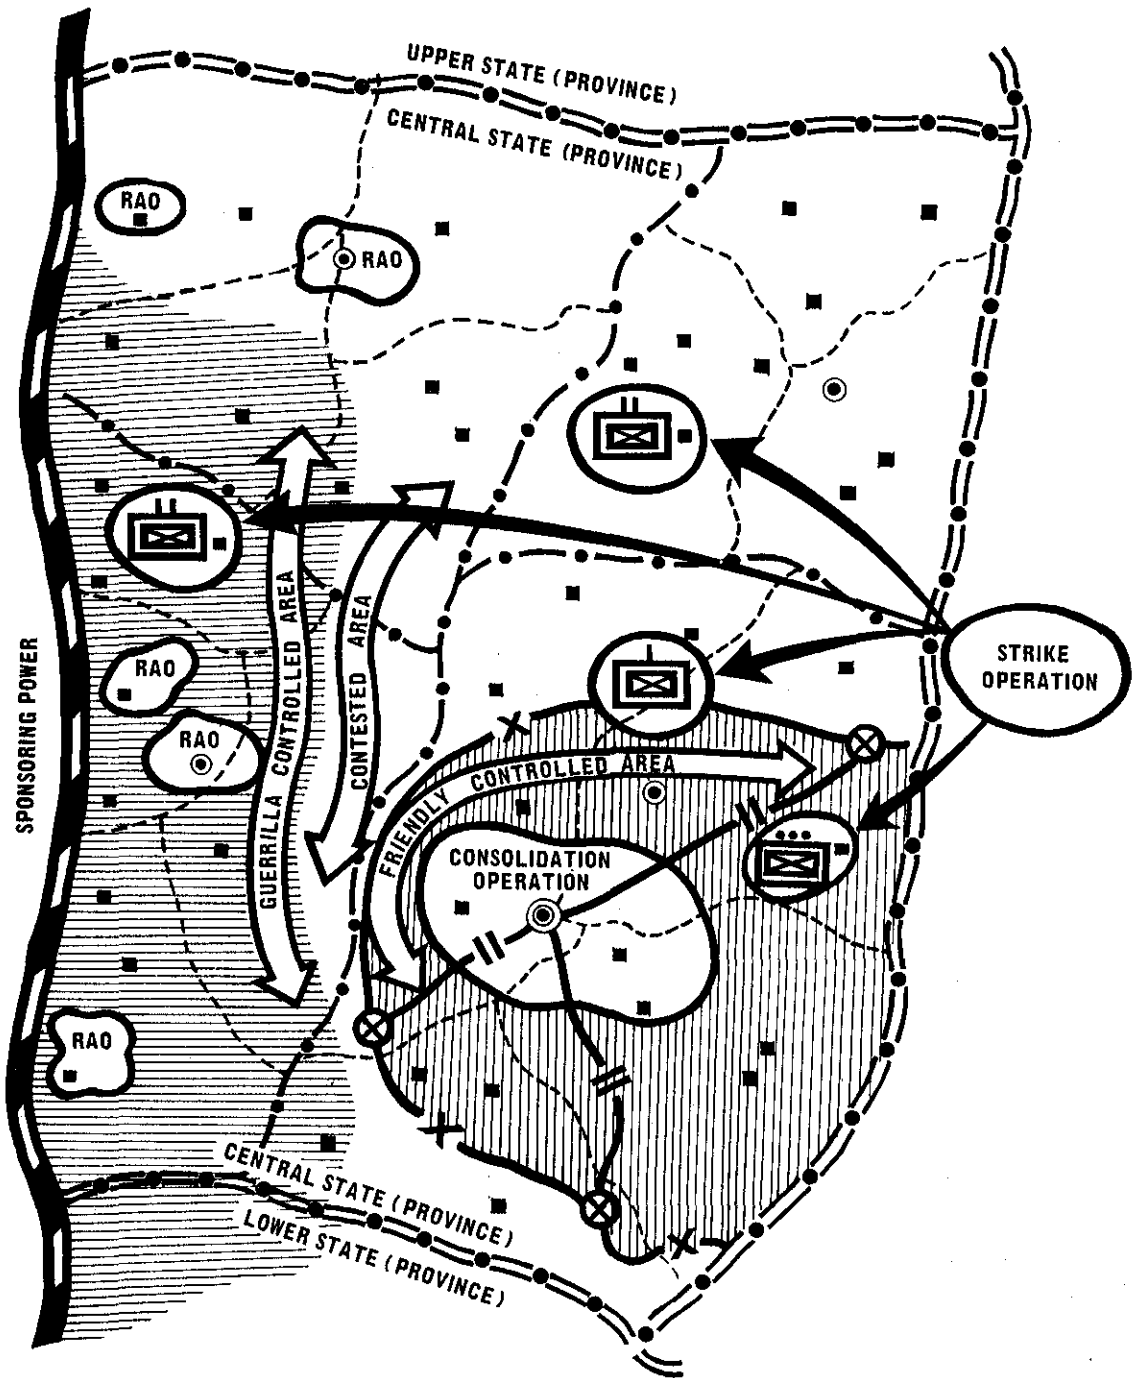 UPPER STATE (PROVINCE)
CENTRAL STATE (PROVINCE)
RAO
RAO
SPONSORING POWER
GUERRILLA CONTROLLED AREA
CONTESTED AREA
STRIKE
OPERATION
RAO
RAO
FRIENDLY CONTROLLED AREA
CONSOLIDATION
OPERATION
RAO
CENTRAL STATE (PROVINCE)
LOWER STATE (PROVINCE)